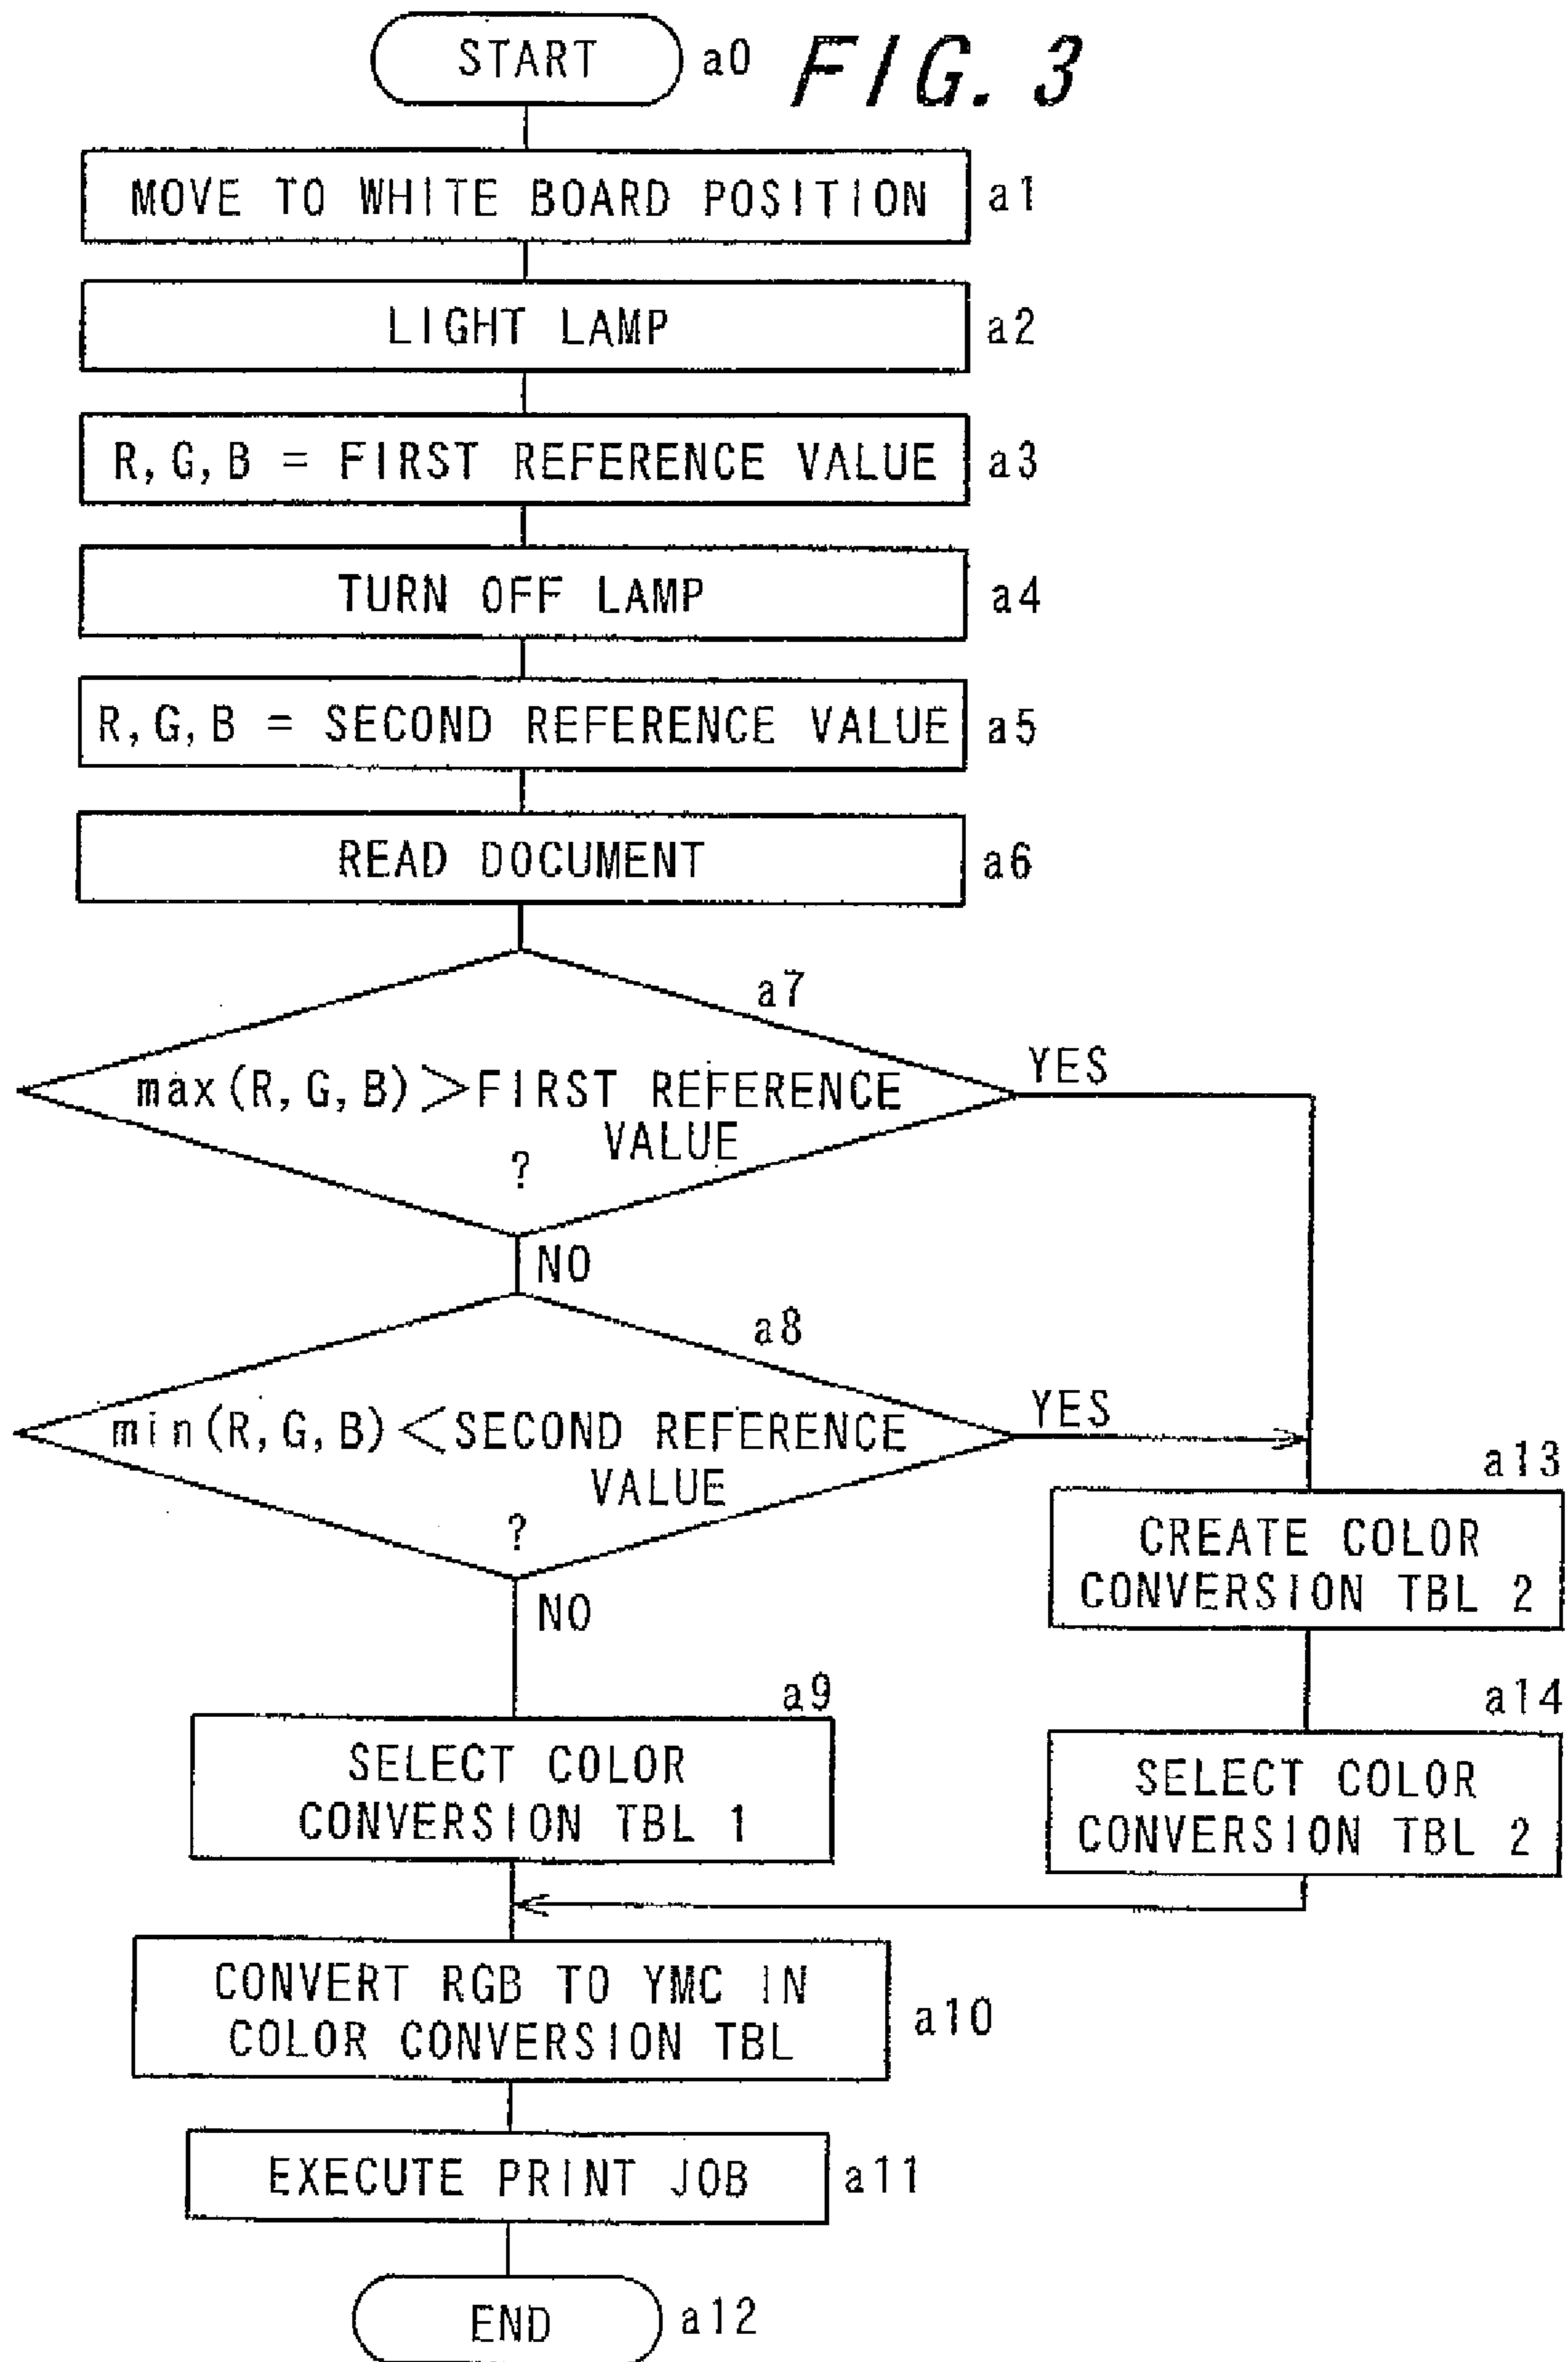 START a0 FIG. 3
MOVE TO WHITE BOARD POSITION a1
LIGHT LAMP a2
R, G, B = FIRST REFERENCE VALUE a3
TURN OFF LAMP a4
R, G, B = SECOND REFERENCE VALUE a5
READ DOCUMENT a6
a7
max(R, G, B)>FIRST REFERENCE
VALUE
?
YES
NO
a8
min(R, G, B)<SECOND REFERENCE
VALUE
?
YES
NO
a13
CREATE COLOR
CONVERSION TBL 2
a9
SELECT COLOR
CONVERSION TBL 1
a14
SELECT COLOR
CONVERSION TBL 2
CONVERT RGB TO YMC IN
COLOR CONVERSION TBL
a10
EXECUTE PRINT JOB a11
END a12